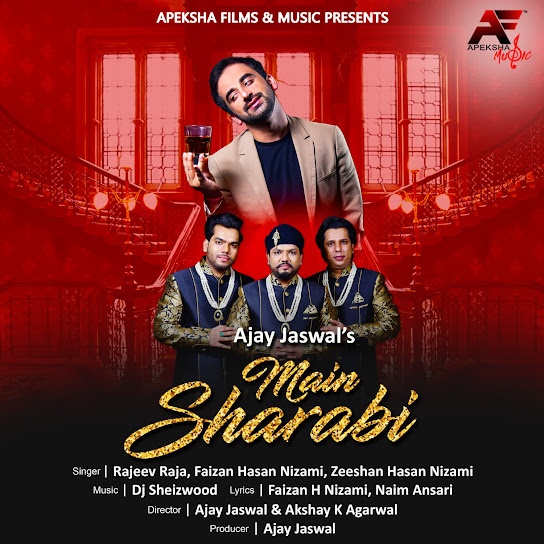 APEKSHA FILMS & MUSIC PRESENTS
AF
TM
APEKSHA
Music
Ajay Jaswal's
Main
Sharabi
Singer | Rajeev Raja, Faizan Hasan Nizami, Zeeshan Hasan Nizami
Music | Dj Sheizwood Lyrics | Faizan H Nizami, Naim Ansari
Director | Ajay Jaswal & Akshay K Agarwal
Producer | Ajay Jaswal